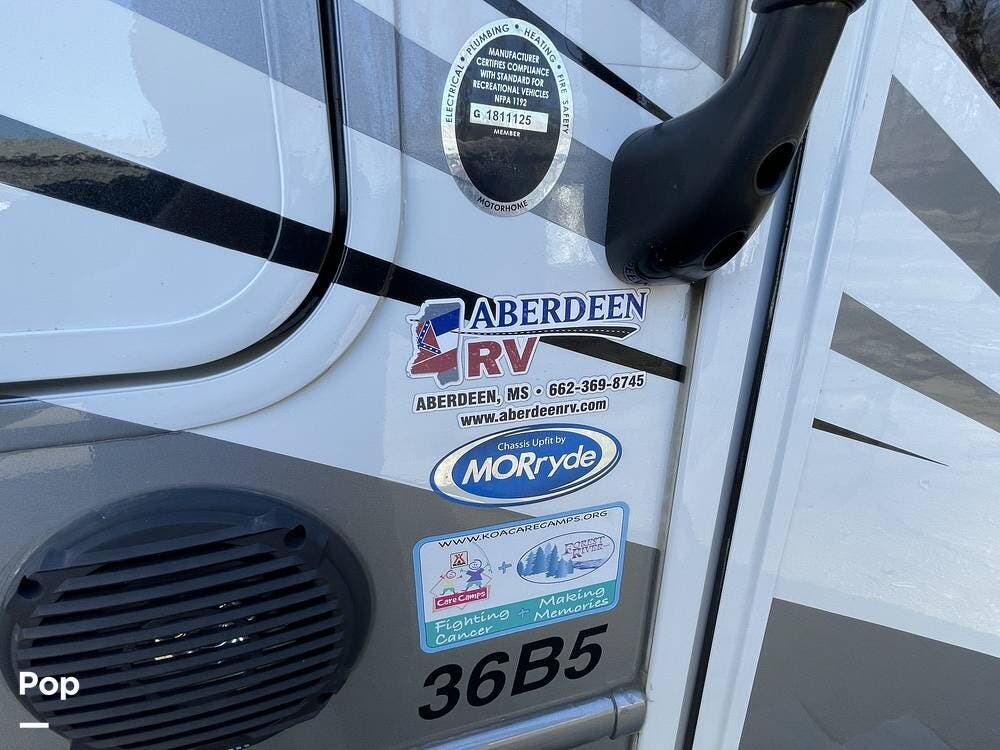 ELECTRICAL • PLUMBING • HEATING • FIRE SAFETY
MANUFACTURER
CERTIFIES COMPLIANCE
WITH STANDARD FOR
RECREATIONAL VEHICLES
NFPA 1192
G 1811125
MEMBER
MOTORHOME
ABERDEEN
RV
ABERDEEN, MS • 662-369-8745
www.aberdeenrv.com
Chassis Upfit by
MORryde
WWW.KOACARECAMPS.ORG
Care Camps
+
FOREST
RIVER
Fighting + Making
Cancer Memories
36B5
Pop